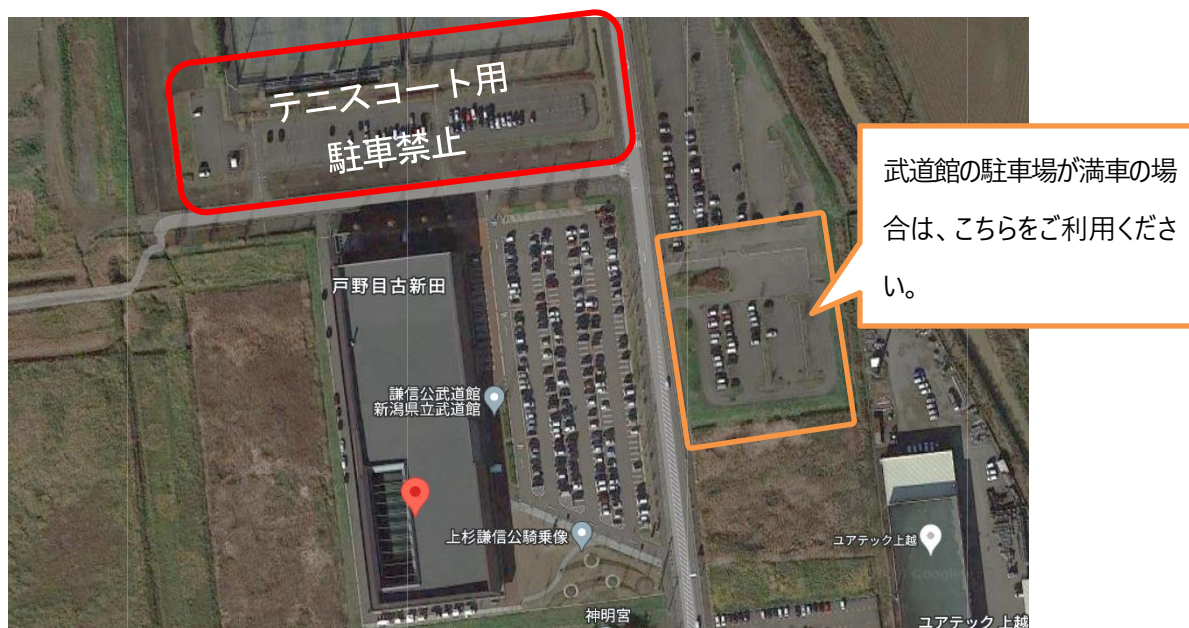 テニスコート用
駐車禁止
武道館の駐車場が満車の場
合は、こちらをご利用くださ
い。
戸野目古新田
謙信公武道館
新潟県立武道館
上杉謙信公騎乗像
ユアテック上越
Google
神明宮
ユアテック 上越